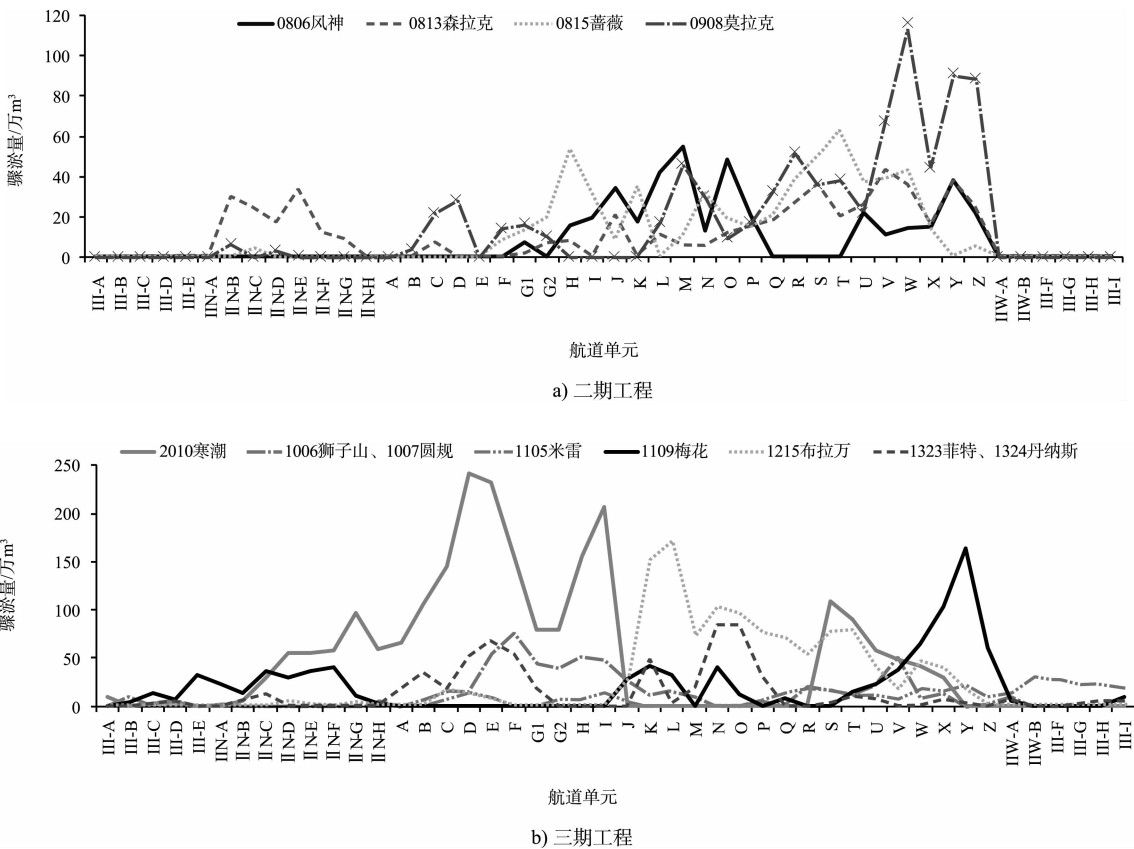 120
0806风神 0813森拉克 0815蔷薇 0908莫拉克
100
80
60
40
20
0
骤淤量/万m³
III-A III-B III-C III-D III-E IIN-A II N-B II N-C II N-D II N-E II N-F II N-G II N-H A B C D E F G1 G2 H I J K L M N O P Q R S T U V W X Y Z IIW-A IIW-B III-F III-G III-H III-I
航道单元
a) 二期工程
2010寒潮 1006狮子山、1007圆规 1105米雷 1109梅花 1215布拉万 1323菲特、1324丹纳斯
250
200
150
100
50
0
骤淤量/万m³
III-A III-B III-C III-D III-E IIN-A II N-B II N-C II N-D II N-E II N-F II N-G II N-H A B C D E F G1 G2 H I J K L M N O P Q R S T U V W X Y Z IIW-A IIW-B III-F III-G III-H III-I
航道单元
b) 三期工程